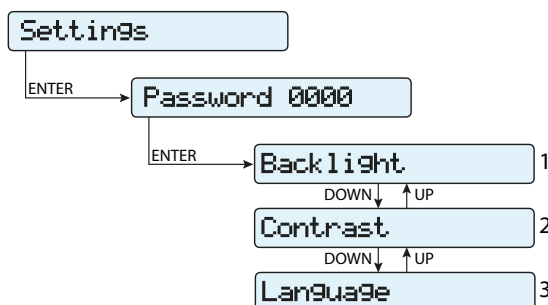 Settings
ENTER
Password 0000
ENTER
Backlight 1
DOWN UP
Contrast 2
DOWN UP
Language 3